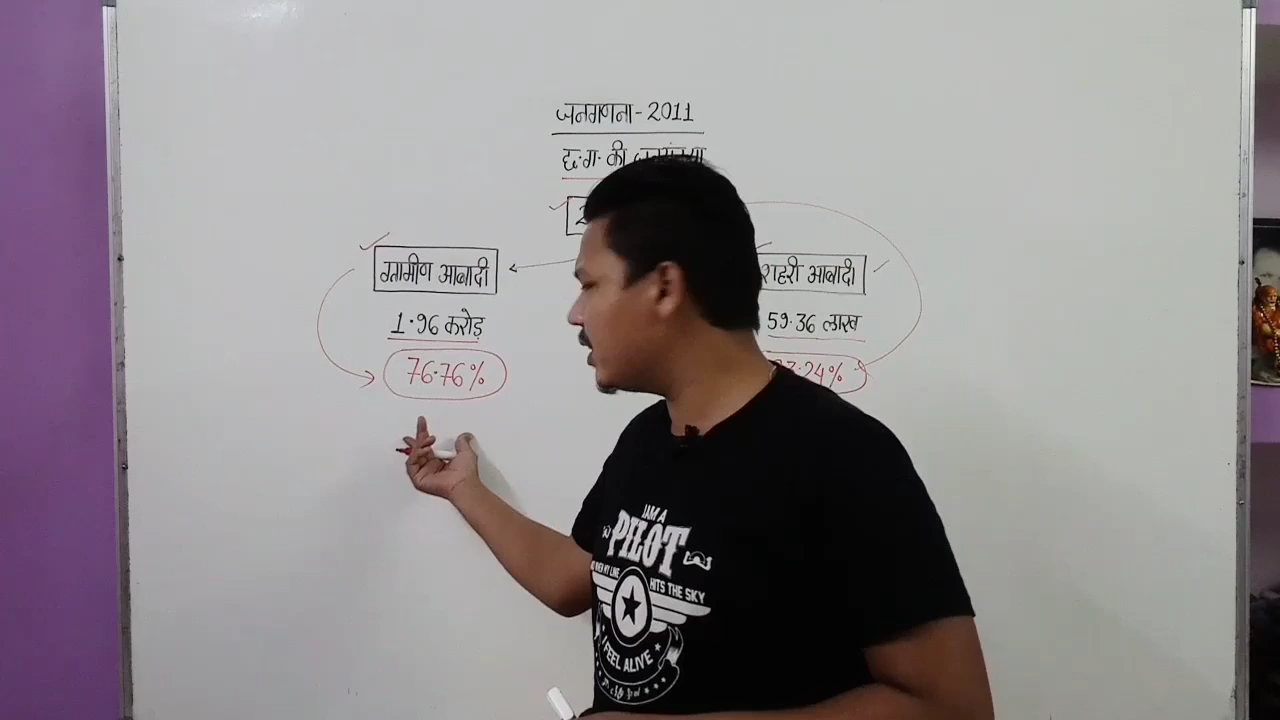 जनगणना-2011
छ.ग. की जनसंख्या
ग्रामीण आबादी
शहरी आबादी
1.96 करोड़
59.36 लाख
76.76%
23.24%
I AM A
PILOT
HITS THE SKY
I FEEL ALIVE